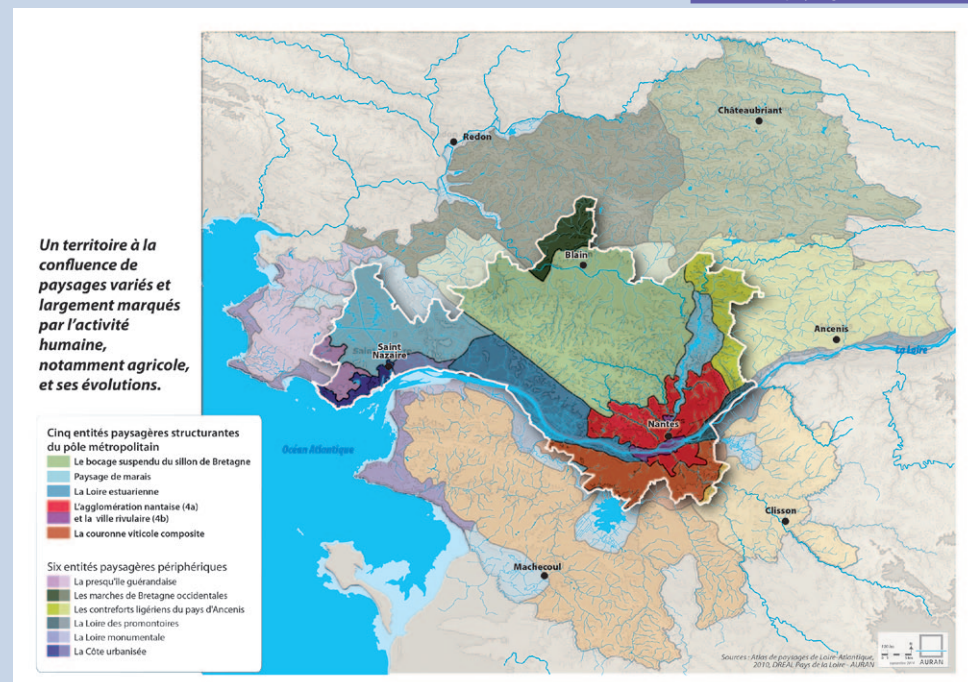 Un territoire à la
confluence de
paysages variés et
largement marqués
par l'activité
humaine,
notamment agricole,
et ses évolutions.
Redon
Châteaubriant
Blain
Ancenis
La Loire
Saint
Nazaire
Nantes
Océan Atlantique
Clisson
Machecoul
Cinq entités paysagères structurantes
du pôle métropolitain
Le bocage suspendu du sillon de Bretagne
Paysage de marais
La Loire estuarienne
L'agglomération nantaise (4a)
et la ville rivulaire (4b)
La couronne viticole composite
Six entités paysagères périphériques
La presqu'île guérandaise
Les marches de Bretagne occidentales
Les contreforts ligériens du pays d'Ancenis
La Loire des promontoires
La Loire monumentale
La Côte urbanisée
Sources : Atlas de paysages de Loire-Atlantique,
2010, DREAL Pays de la Loire - AURAN
AURAN